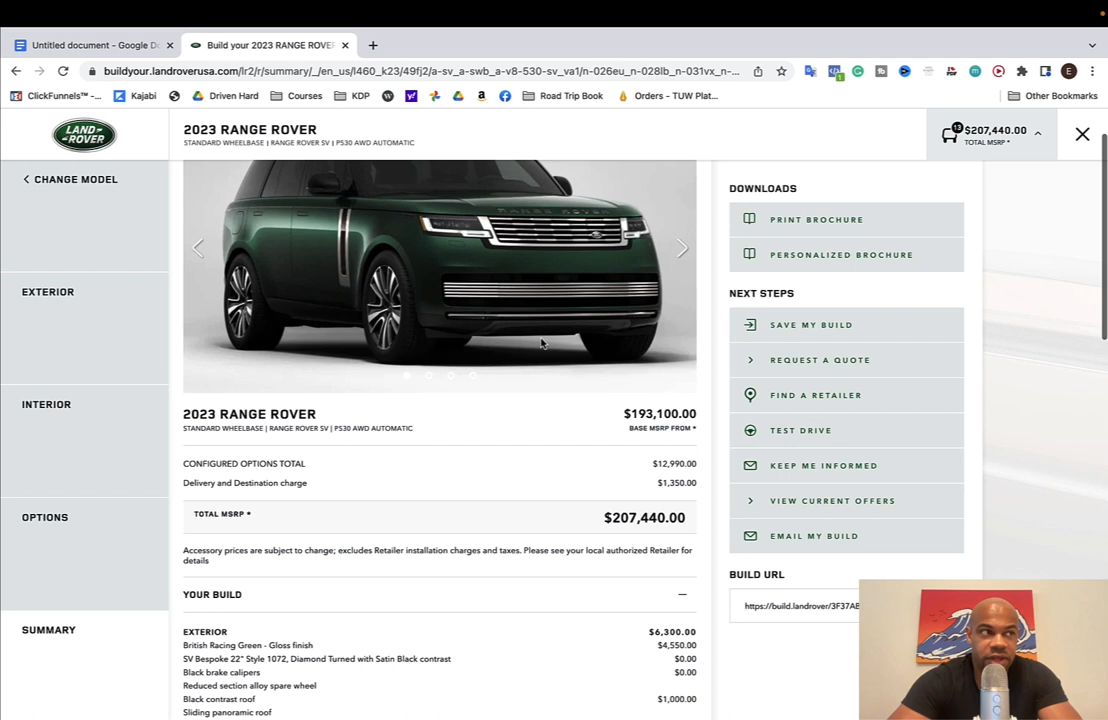 Untitled document - Google Do
Build your 2023 RANGE ROVER
buildyour.landroverusa.com/lr2/r/summary/_/en_us/l460_k23/49fj2/a-sv_a-swb_a-v8-530-sv_va1/n-026eu_n-028lb_n-031vx_n-...
E
ClickFunnels™ -...
Kajabi
Driven Hard
Courses
KDP
Road Trip Book
Orders - TUW Plat...
Other Bookmarks
LAND ROVER
2023 RANGE ROVER
STANDARD WHEELBASE | RANGE ROVER SV | P530 AWD AUTOMATIC
13
$207,440.00
TOTAL MSRP *
CHANGE MODEL
EXTERIOR
INTERIOR
OPTIONS
SUMMARY
RANGE ROVER
2023 RANGE ROVER
$193,100.00
STANDARD WHEELBASE | RANGE ROVER SV | P530 AWD AUTOMATIC
BASE MSRP FROM *
CONFIGURED OPTIONS TOTAL
$12,990.00
Delivery and Destination charge
$1,350.00
TOTAL MSRP *
$207,440.00
Accessory prices are subject to change; excludes Retailer installation charges and taxes. Please see your local authorized Retailer for
details
YOUR BUILD
EXTERIOR
$6,300.00
British Racing Green - Gloss finish
$4,550.00
SV Bespoke 22" Style 1072, Diamond Turned with Satin Black contrast
$0.00
Black brake calipers
$0.00
Reduced section alloy spare wheel
Black contrast roof
$1,000.00
Sliding panoramic roof
DOWNLOADS
PRINT BROCHURE
PERSONALIZED BROCHURE
NEXT STEPS
SAVE MY BUILD
REQUEST A QUOTE
FIND A RETAILER
TEST DRIVE
KEEP ME INFORMED
VIEW CURRENT OFFERS
EMAIL MY BUILD
BUILD URL
https://build.landrover/3F37AB